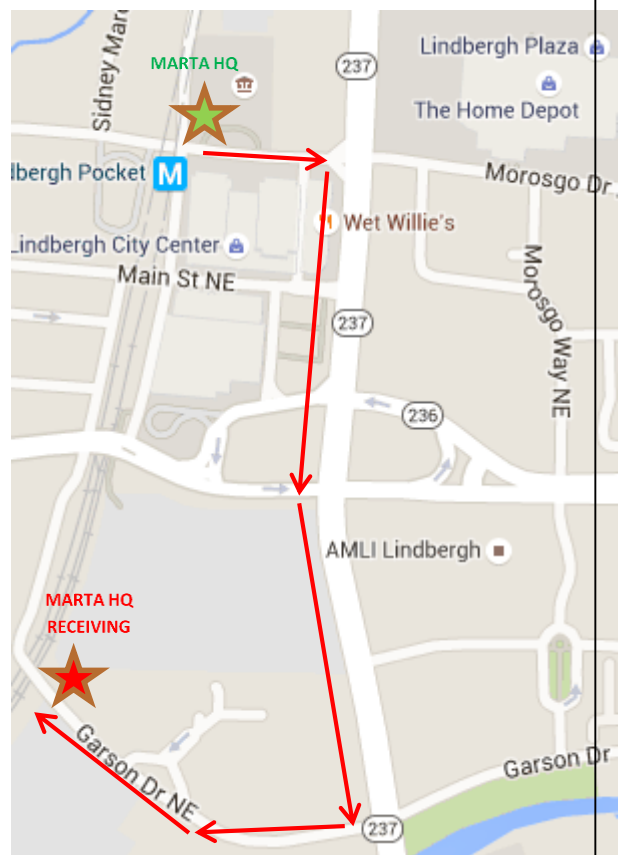 Sidney Marc
MARTA HQ
237
Lindbergh Plaza
The Home Depot
dbergh Pocket
M
Morosgo Dr
Wet Willie's
Lindbergh City Center
Main St NE
237
Morosgo Way NE
236
AMLI Lindbergh
MARTA HQ
RECEIVING
Garson Dr NE
Garson Dr
237